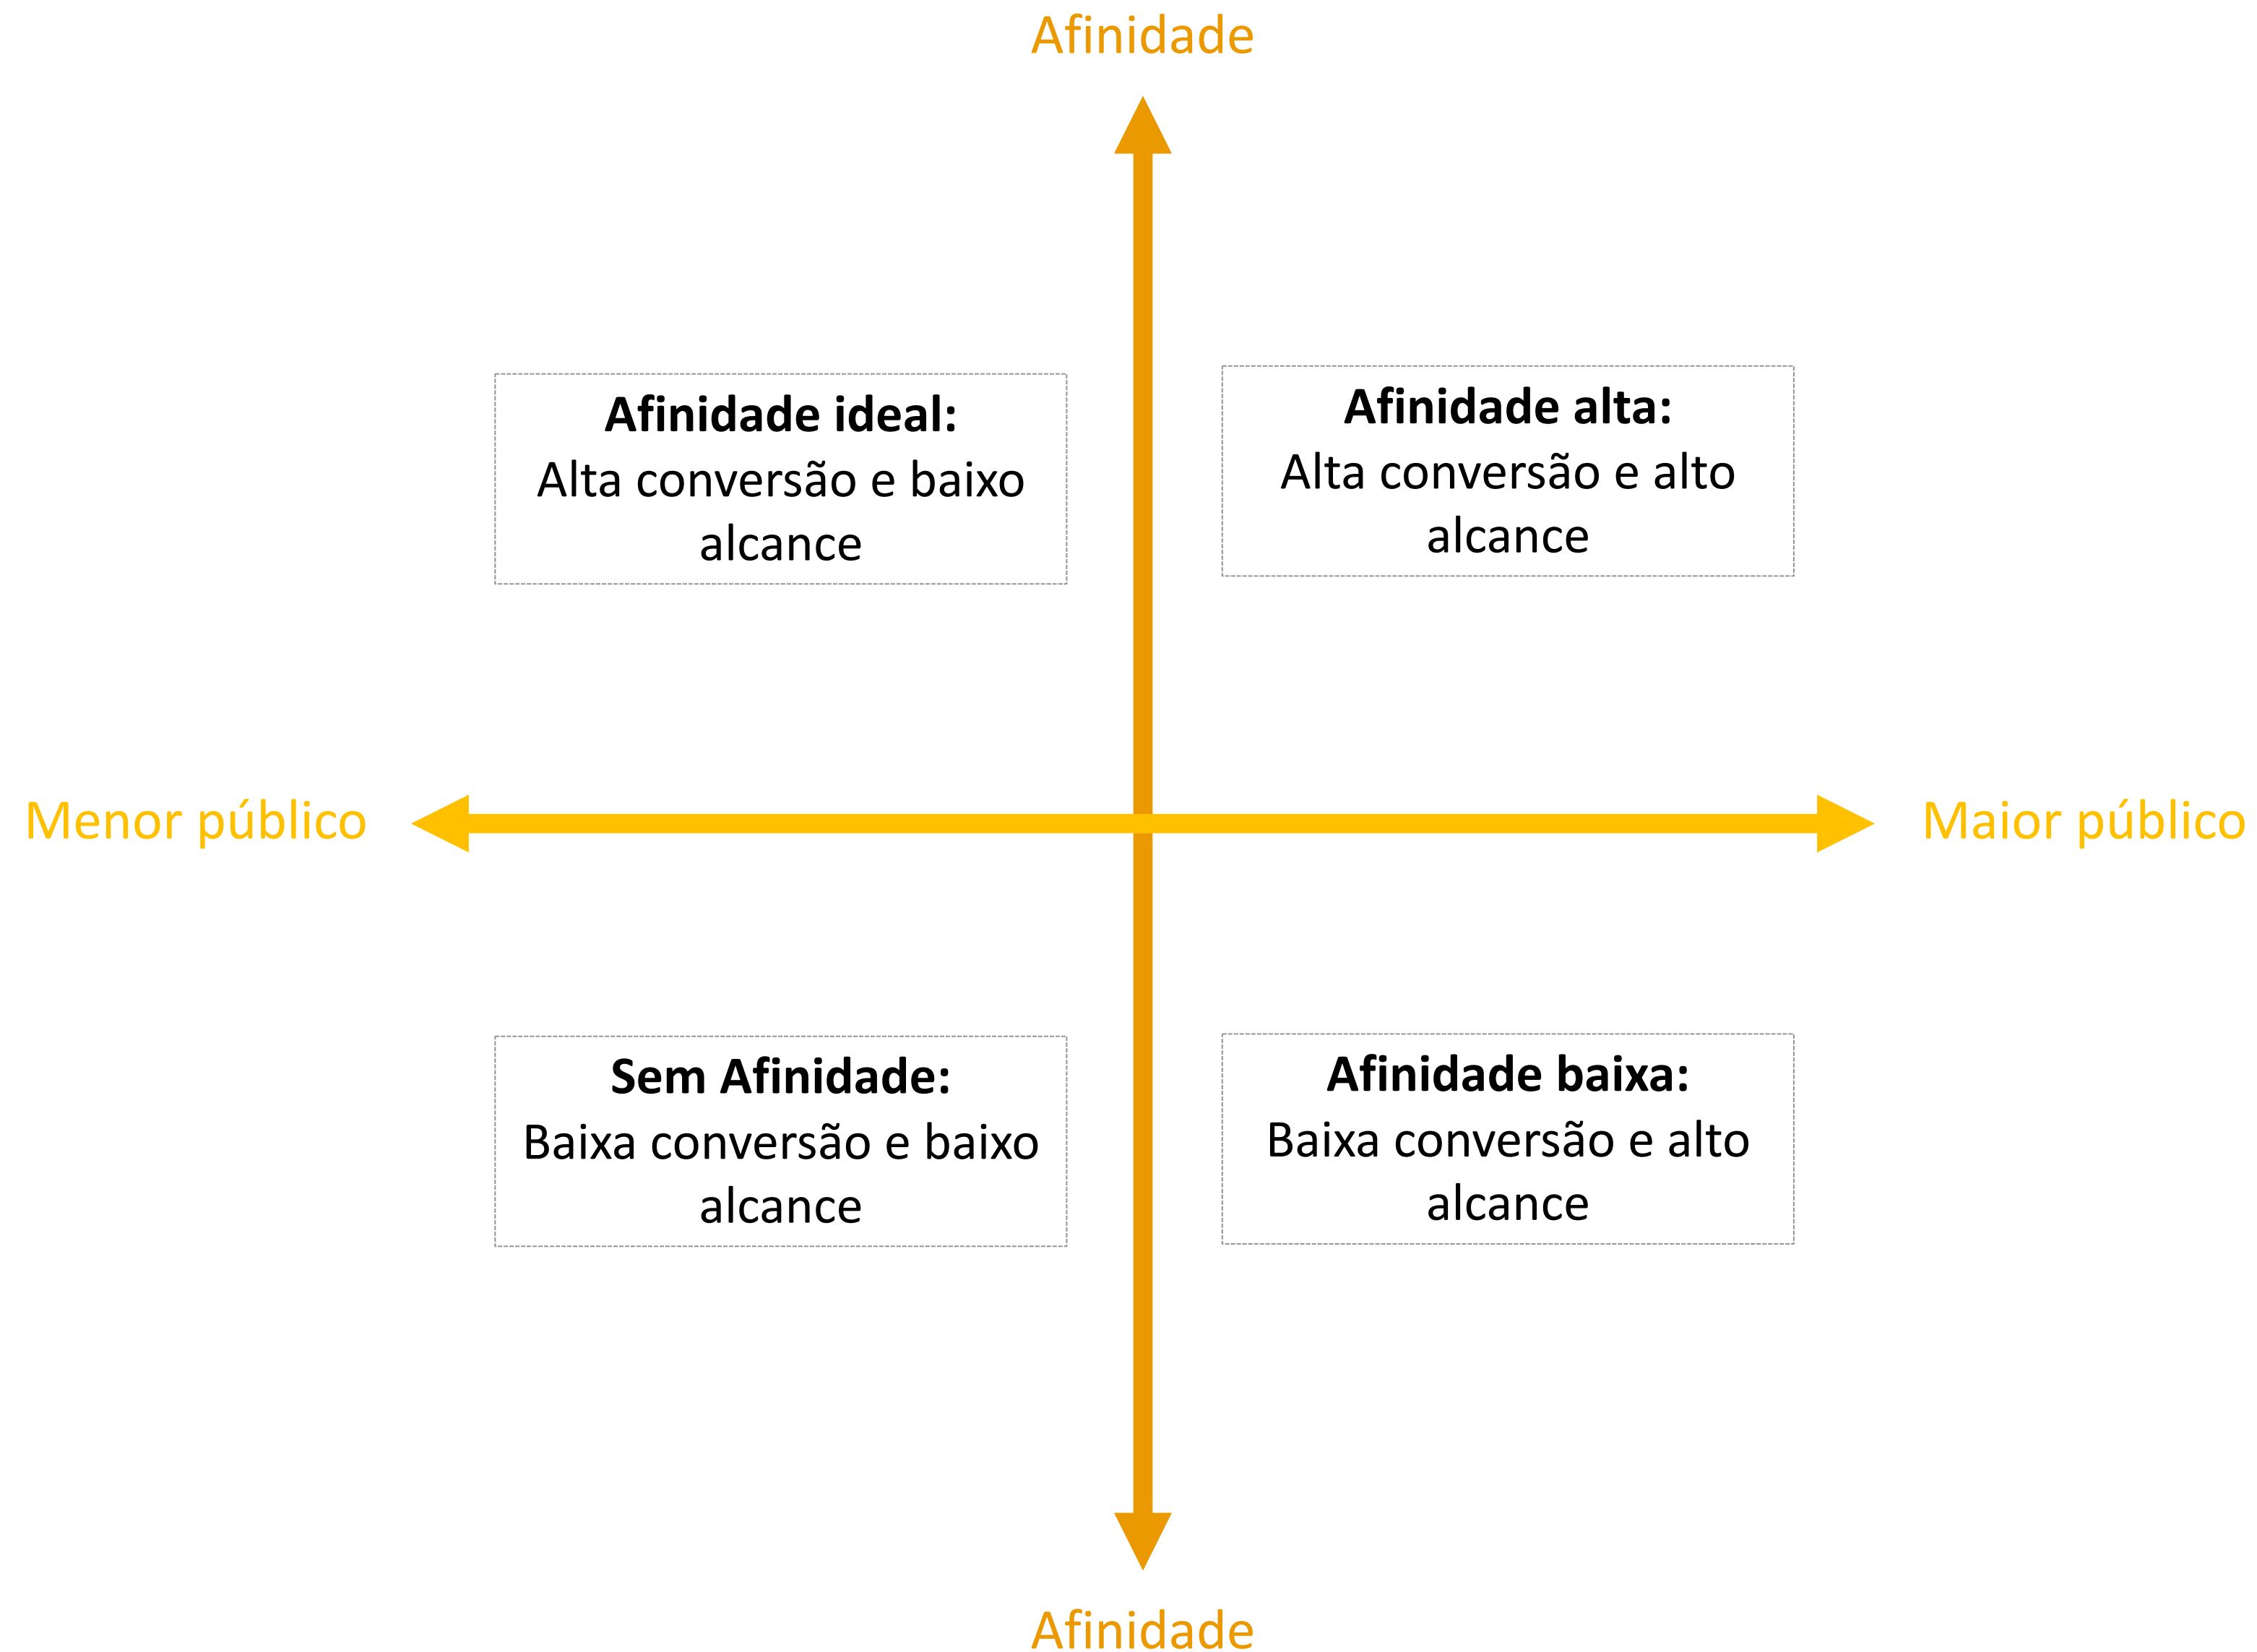 Afinidade
Afinidade ideal:
Alta conversão e baixo
alcance
Afinidade alta:
Alta conversão e alto
alcance
Menor público
Maior público
Sem Afinidade:
Baixa conversão e baixo
alcance
Afinidade baixa:
Baixa conversão e alto
alcance
Afinidade